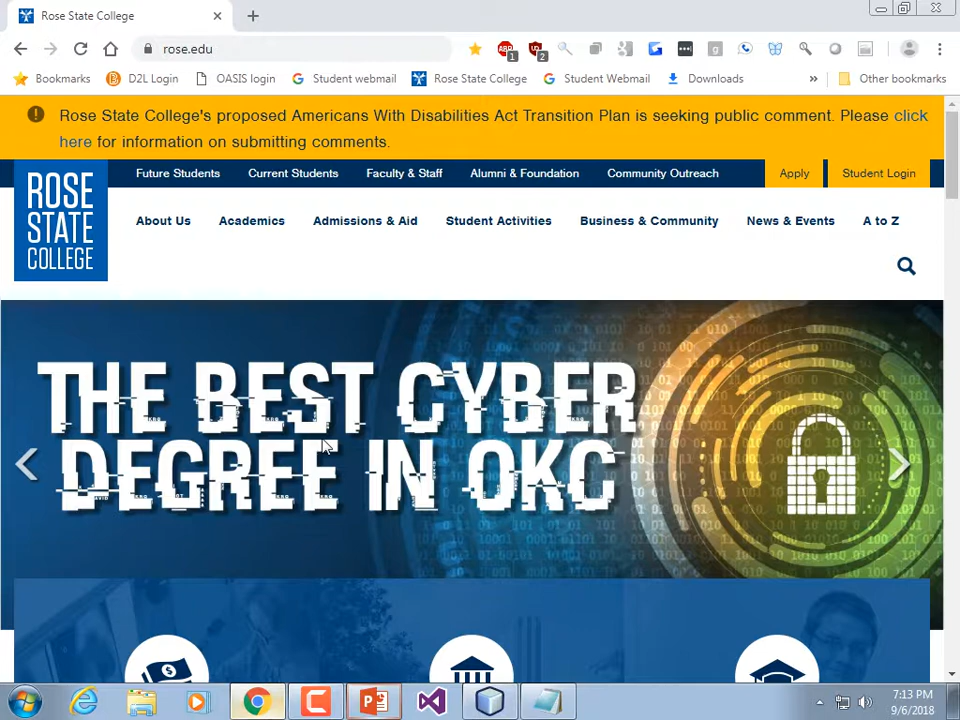 Rose State College
rose.edu
1
2
Bookmarks D2L Login OASIS login Student webmail Rose State College Student Webmail Downloads » Other bookmarks
Rose State College's proposed Americans With Disabilities Act Transition Plan is seeking public comment. Please click
here for information on submitting comments.
Future Students Current Students Faculty & Staff Alumni & Foundation Community Outreach Apply Student Login
ROSE
STATE
COLLEGE
About Us Academics Admissions & Aid Student Activities Business & Community News & Events A to Z
THE BEST CYBER
DEGREE IN OKC
7:13 PM
9/6/2018